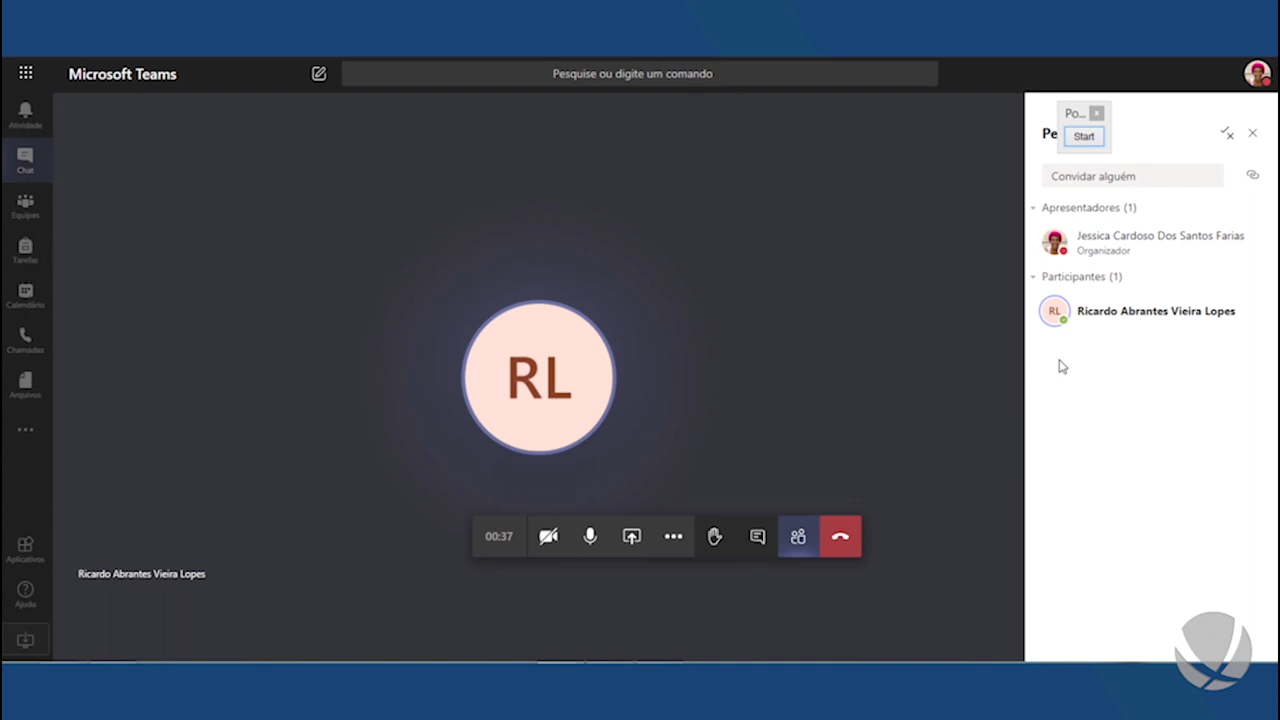 Microsoft Teams
Pesquise ou digite um comando
Atividade
Chat
Equipes
Tarefas
Calendário
Chamadas
Arquivos
Aplicativos
Ajuda
RL
00:37
Ricardo Abrantes Vieira Lopes
Po... x
Start
Pe
Convidar alguém
Apresentadores (1)
Jessica Cardoso Dos Santos Farias
Organizador
Participantes (1)
RL
Ricardo Abrantes Vieira Lopes